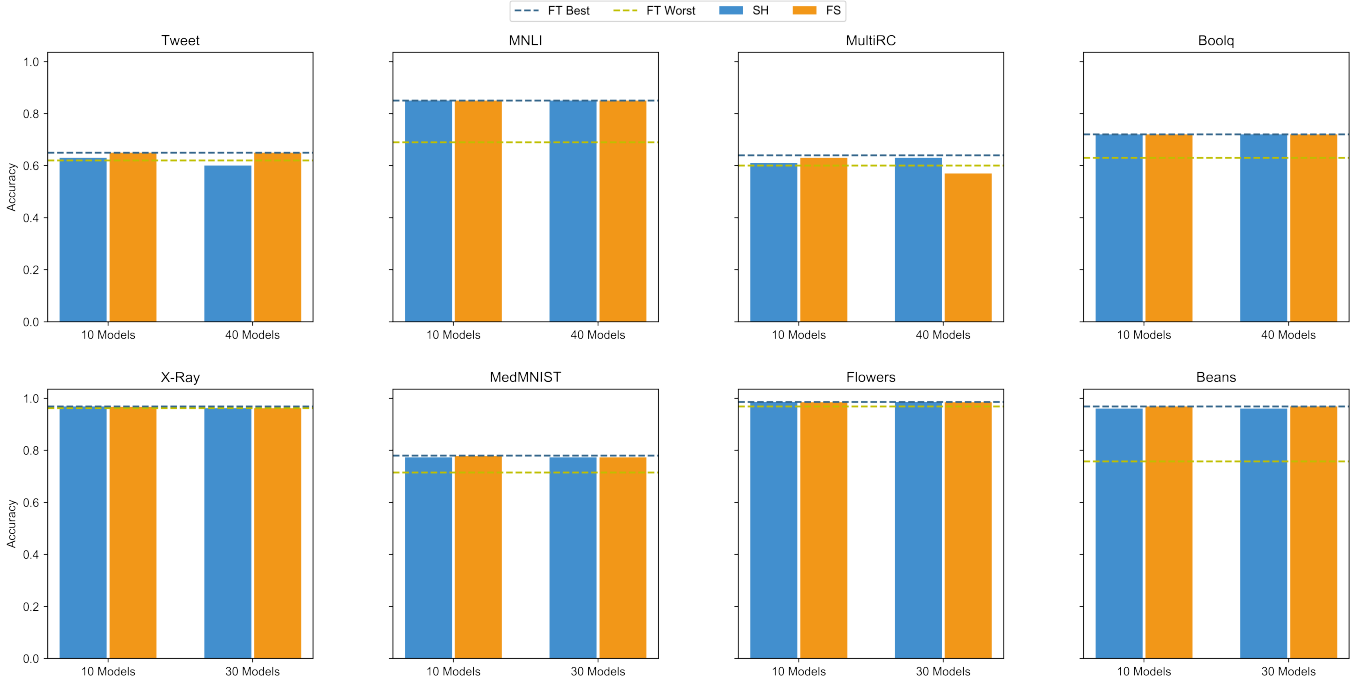 FT Best FT Worst SH FS
Tweet MNLI MultiRC Boolq
Accuracy
1.0
0.8
0.6
0.4
0.2
0.0
10 Models 40 Models 10 Models 40 Models 10 Models 40 Models 10 Models 40 Models
X-Ray MedMNIST Flowers Beans
Accuracy
1.0
0.8
0.6
0.4
0.2
0.0
10 Models 30 Models 10 Models 30 Models 10 Models 30 Models 10 Models 30 Models